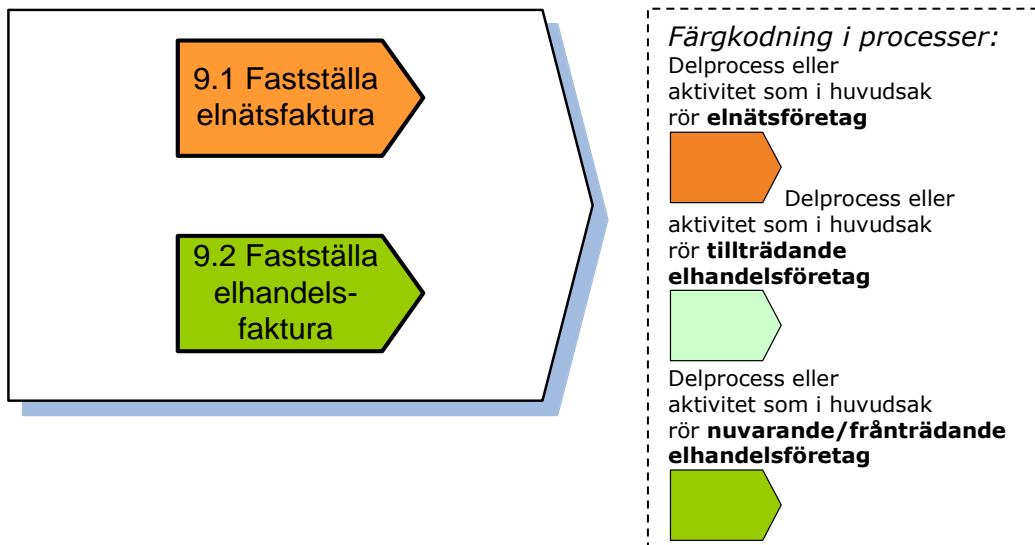 9.1 Fastställa
elnätsfaktura
9.2 Fastställa
elhandels-
faktura
Färgkodning i processer:
Delprocess eller
aktivitet som i huvudsak
rör elnätsföretag
Delprocess eller
aktivitet som i huvudsak
rör tillträdande
elhandelsföretag
Delprocess eller
aktivitet som i huvudsak
rör nuvarande/frånträdande
elhandelsföretag